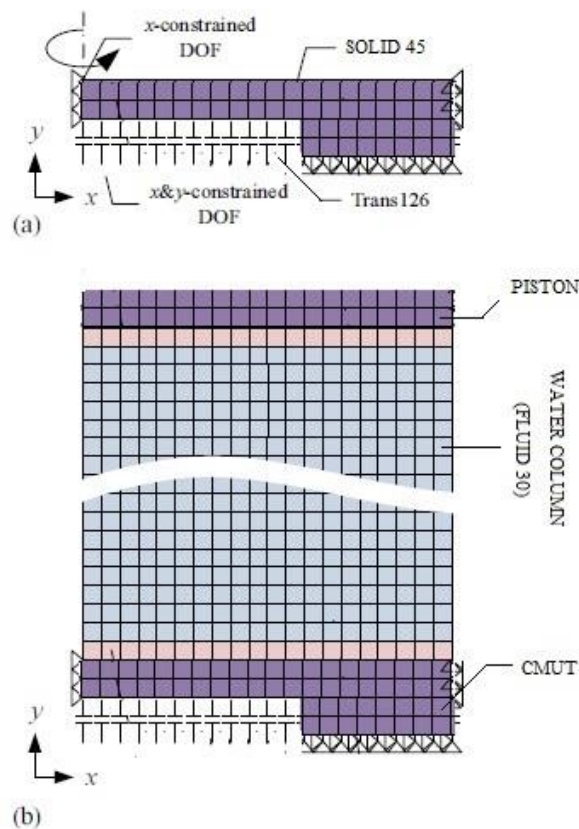 x-constrained
DOF
SOLID 45
y
x
x&y-constrained
DOF
Trans126
(a)
PISTON
WATER COLUMN
(FLUID 30)
CMUT
y
x
(b)